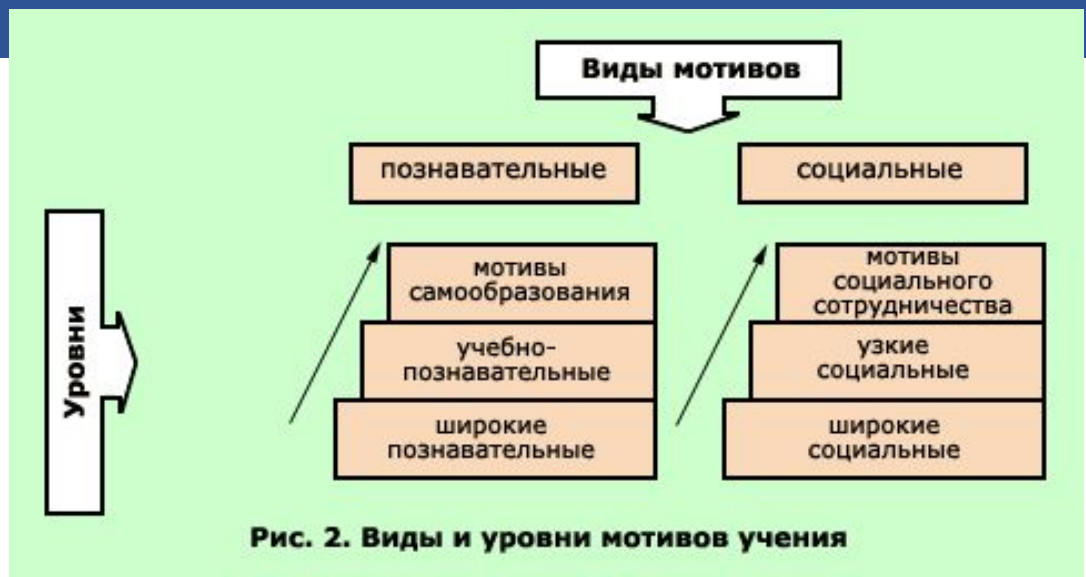 Виды мотивов
познавательные
социальные
Уровни
мотивы
самообразования
учебно-
познавательные
широкие
познавательные
мотивы
социального
сотрудничества
узкие
социальные
широкие
социальные
Рис. 2. Виды и уровни мотивов учения